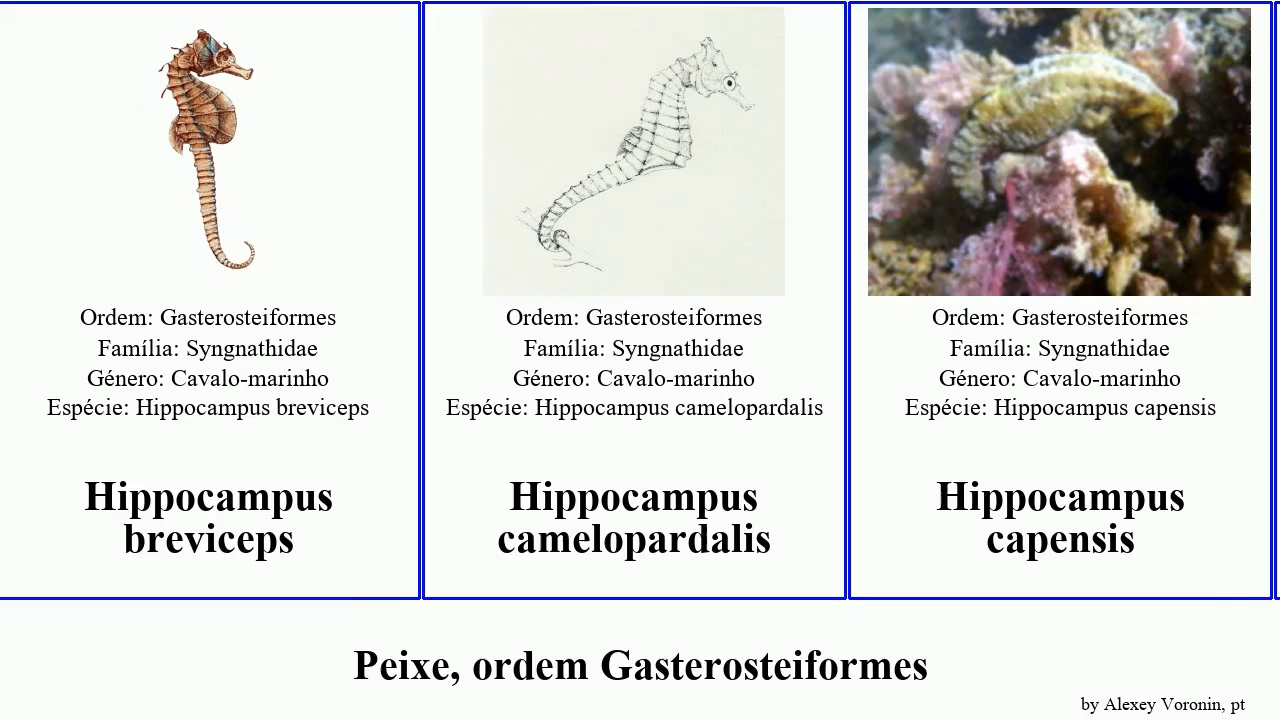 Ordem: Gasterosteiformes
Família: Syngnathidae
Género: Cavalo-marinho
Espécie: Hippocampus breviceps
Hippocampus
breviceps
Ordem: Gasterosteiformes
Família: Syngnathidae
Género: Cavalo-marinho
Espécie: Hippocampus camelopardalis
Hippocampus
camelopardalis
Ordem: Gasterosteiformes
Família: Syngnathidae
Género: Cavalo-marinho
Espécie: Hippocampus capensis
Hippocampus
capensis
Peixe, ordem Gasterosteiformes
by Alexey Voronin, pt